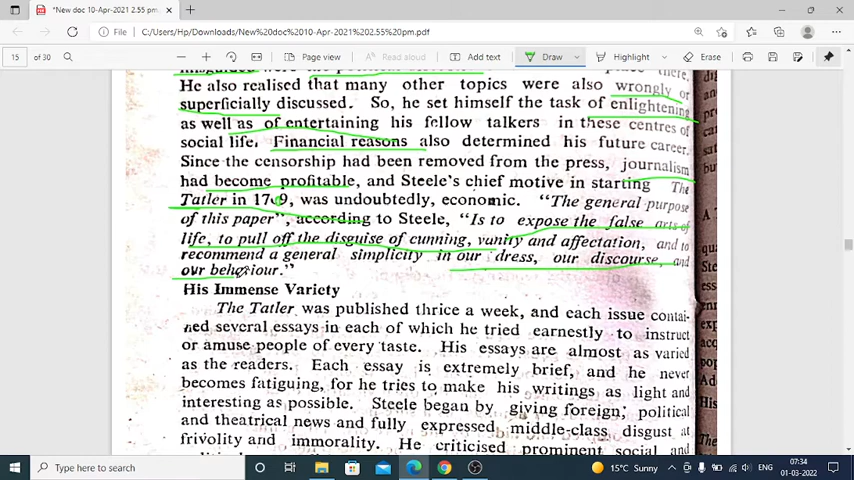 *New doc 10-Apr-2021 2.55 pm.p
File
C:/Users/Hp/Downloads/New%20doc%2010-Apr-2021%202.55%20pm.pdf
15
of 30
Page view
Read aloud
Add text
Draw
Highlight
Erase
He also realised that many other topics were also wrongly or
superficially discussed. So, he set himself the task of enlightening
as well as of entertaining his fellow talkers in these centres of
social life. Financial reasons also determined his future career.
Since the censorship had been removed from the press, journalism
had become profitable, and Steele's chief motive in starting The
Tatler in 1709, was undoubtedly, economic. "The general purpose
of this paper", according to Steele, "Is to expose the false arts of
life, to pull off the disguise of cunning, vanity and affectation, and to
recommend a general simplicity in our dress, our discourse, and
our behaviour."
His Immense Variety
The Tatler was published thrice a week, and each issue contai-
ned several essays in each of which he tried earnestly to instruct
or amuse people of every taste. His essays are almost as varied
as the readers. Each essay is extremely brief, and he never
becomes fatiguing, for he tries to make his writings as light and
interesting as possible. Steele began by giving foreign, political
and theatrical news and fully expressed middle-class disgust at
frivolity and immorality. He criticised prominent social and
Type here to search
15°C Sunny
ENG
07:34
01-03-2022